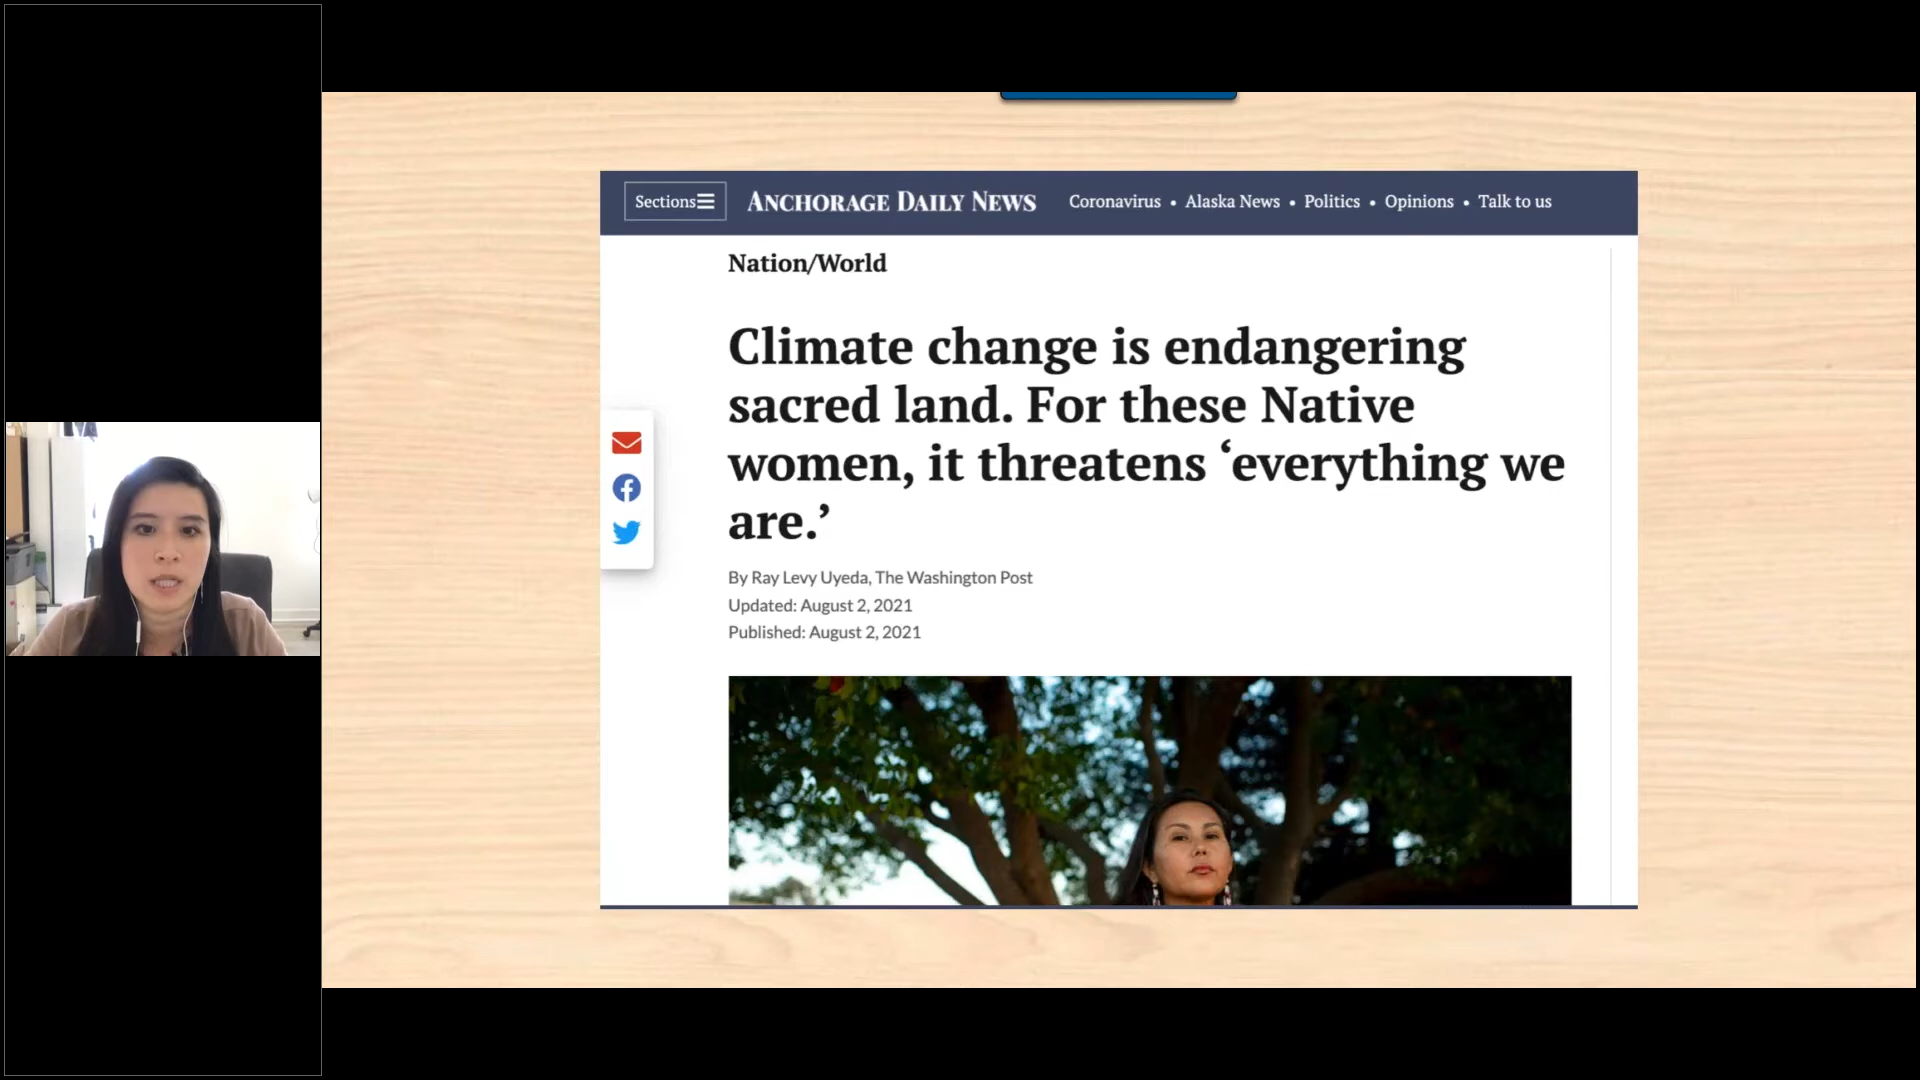 Sections
ANCHORAGE DAILY NEWS
Coronavirus • Alaska News • Politics • Opinions • Talk to us
Nation/World
Climate change is endangering
sacred land. For these Native
women, it threatens ‘everything we
are.’
By Ray Levy Uyeda, The Washington Post
Updated: August 2, 2021
Published: August 2, 2021